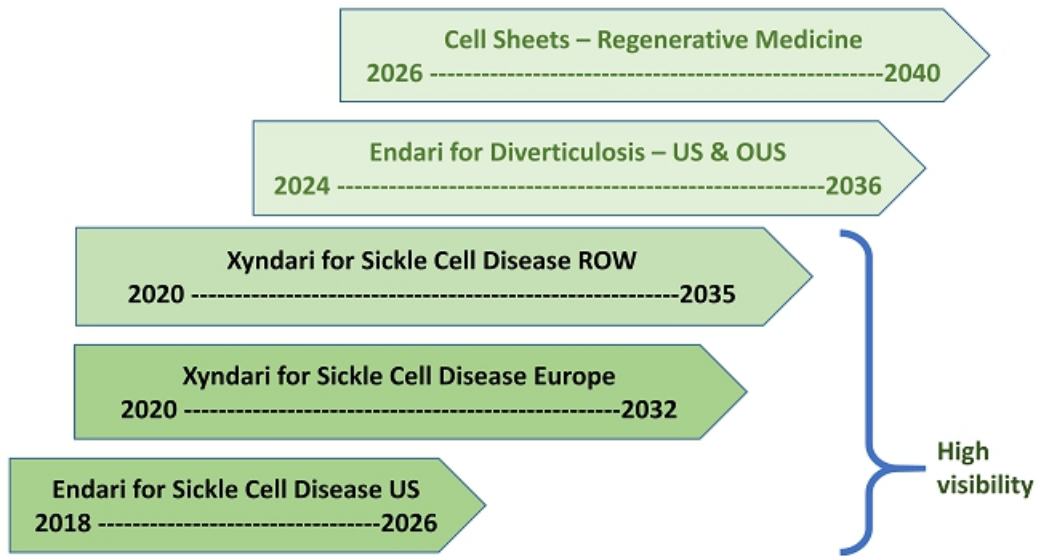 Cell Sheets – Regenerative Medicine
2026 -----------------------------------------------------2040
Endari for Diverticulosis – US & OUS
2024 ---------------------------------------------------------2036
Xyndari for Sickle Cell Disease ROW
2020 ---------------------------------------------------------2035
Xyndari for Sickle Cell Disease Europe
2020 ---------------------------------------------------2032
Endari for Sickle Cell Disease US
2018 ---------------------------------2026
High
visibility